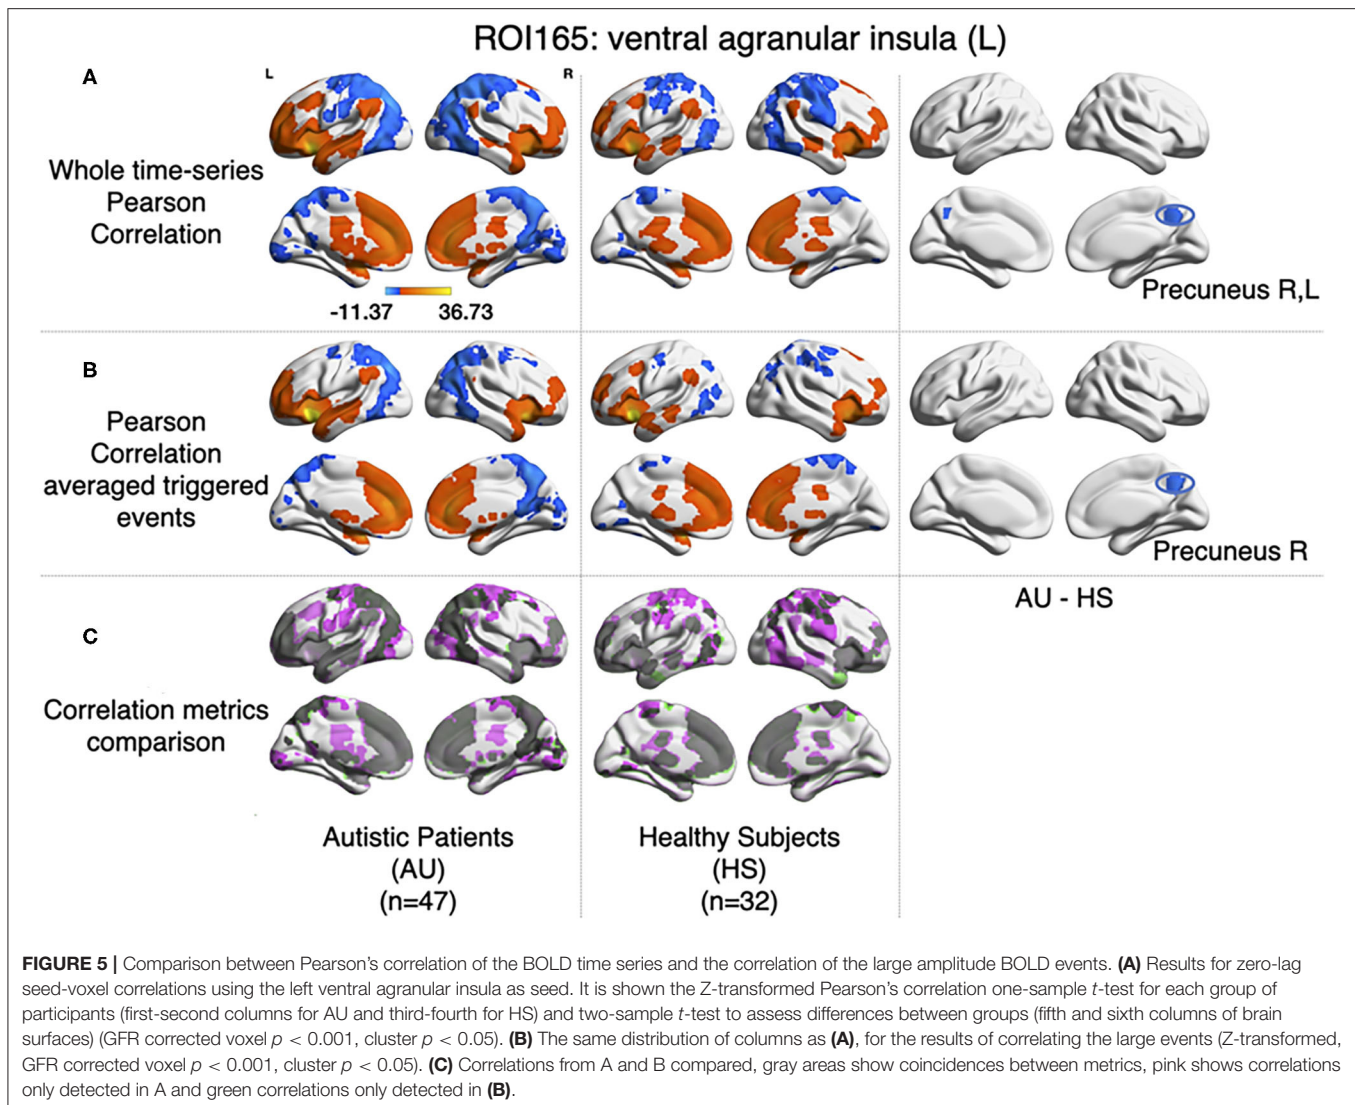 ROI165: ventral agranular insula (L)
A
L
R
Whole time-series
Pearson
Correlation
-11.37
36.73
Precuneus R,L
B
Pearson
Correlation
averaged triggered
events
Precuneus R
AU - HS
C
Correlation metrics
comparison
Autistic Patients
(AU)
(n=47)
Healthy Subjects
(HS)
(n=32)
FIGURE 5 | Comparison between Pearson's correlation of the BOLD time series and the correlation of the large amplitude BOLD events. (A) Results for zero-lag
seed-voxel correlations using the left ventral agranular insula as seed. It is shown the Z-transformed Pearson's correlation one-sample t-test for each group of
participants (first-second columns for AU and third-fourth for HS) and two-sample t-test to assess differences between groups (fifth and sixth columns of brain
surfaces) (GFR corrected voxel p < 0.001, cluster p < 0.05). (B) The same distribution of columns as (A), for the results of correlating the large events (Z-transformed,
GFR corrected voxel p < 0.001, cluster p < 0.05). (C) Correlations from A and B compared, gray areas show coincidences between metrics, pink shows correlations
only detected in A and green correlations only detected in (B).